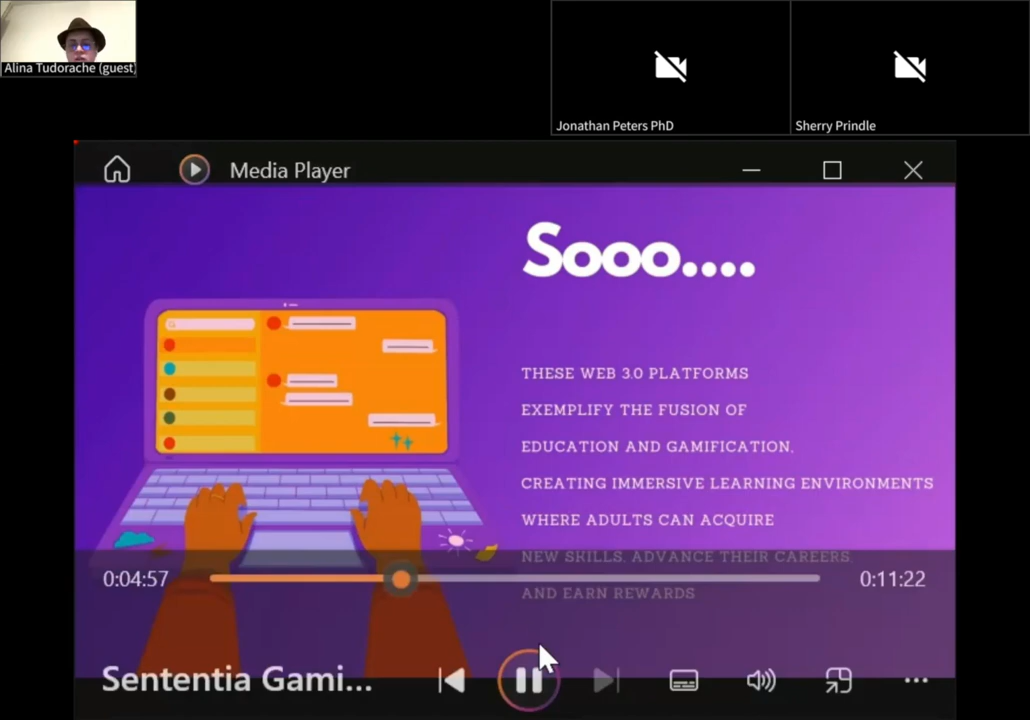 Alina Tudorache (guest)
Jonathan Peters PhD
Sherry Prindle
Media Player
Sooo....
THESE WEB 3.0 PLATFORMS
EXEMPLIFY THE FUSION OF
EDUCATION AND GAMIFICATION,
CREATING IMMERSIVE LEARNING ENVIRONMENTS
WHERE ADULTS CAN ACQUIRE
NEW SKILLS, ADVANCE THEIR CAREERS,
AND EARN REWARDS
0:04:57
0:11:22
Sententia Gami...